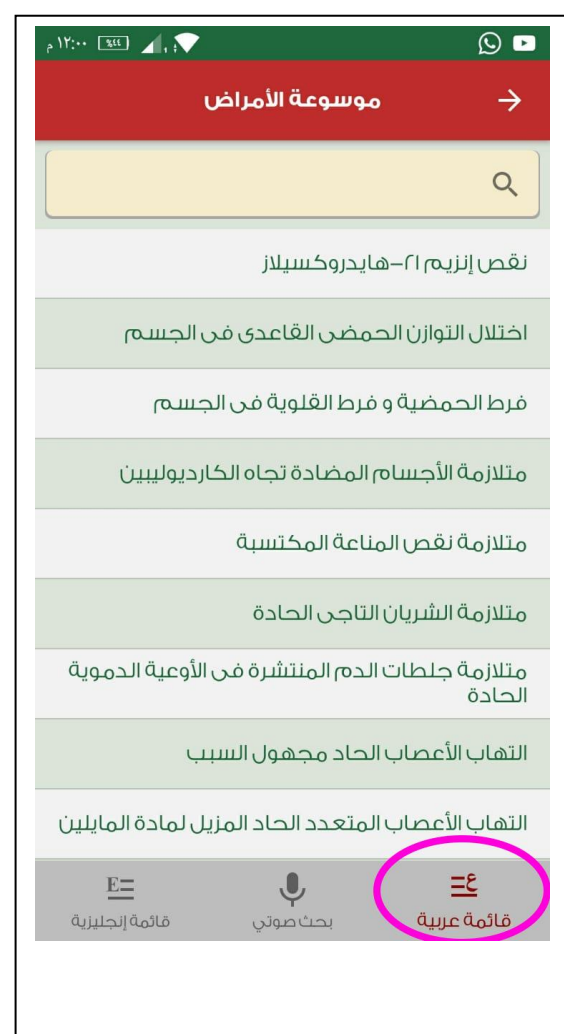 ١٢:٠٠ م
٤٤%
موسوعة الأمراض
نقص إنزيم ٢١–هايدروكسيلاز
اختلال التوازن الحمضى القاعدى فى الجسم
فرط الحمضية و فرط القلوية فى الجسم
متلازمة الأجسام المضادة تجاه الكارديوليبين
متلازمة نقص المناعة المكتسبة
متلازمة الشريان التاجى الحادة
متلازمة جلطات الدم المنتشرة فى الأوعية الدموية
الحادة
التهاب الأعصاب الحاد مجهول السبب
التهاب الأعصاب المتعدد الحاد المزيل لمادة المايلين
ع E
قائمة عربية بحث صوتي قائمة إنجليزية